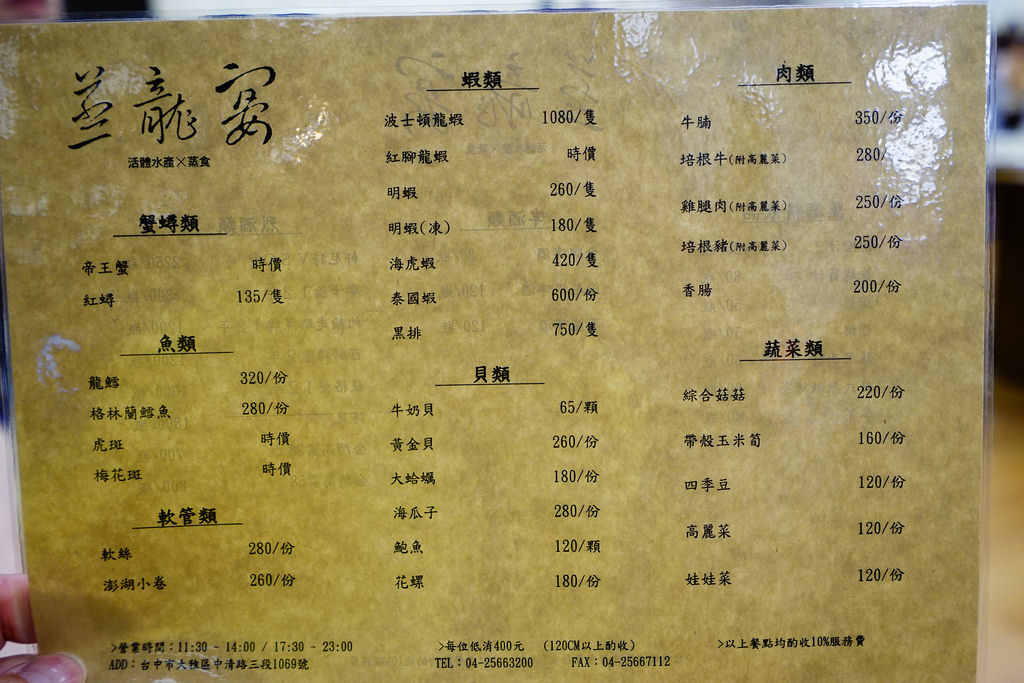 蒸龍宴
活體水產×蒸食
蟹蟳類
帝王蟹 時價
紅蟳 135/隻
魚類
龍鱈 320/份
格林蘭鱈魚 280/份
虎斑 時價
梅花斑 時價
軟管類
軟絲 280/份
澎湖小卷 260/份
蝦類
波士頓龍蝦 1080/隻
紅腳龍蝦 時價
明蝦 260/隻
明蝦(凍) 180/隻
海虎蝦 420/隻
泰國蝦 600/份
黑排 750/隻
貝類
牛奶貝 65/顆
黃金貝 260/份
大蛤蠣 180/份
海瓜子 280/份
鮑魚 120/顆
花螺 180/份
肉類
牛腩 350/份
培根牛(附高麗菜) 280/
雞腿肉(附高麗菜) 250/份
培根豬(附高麗菜) 250/份
香腸 200/份
蔬菜類
綜合菇菇 220/份
帶殼玉米筍 160/份
四季豆 120/份
高麗菜 120/份
娃娃菜 120/份
>營業時間：11:30 ~ 14:00 / 17:30 ~ 23:00
ADD：台中市大雅區中清路三段1069號
>每位低消400元 (120CM以上酌收)
TEL：04-25663200 FAX：04-25667112
>以上餐點均酌收10%服務費